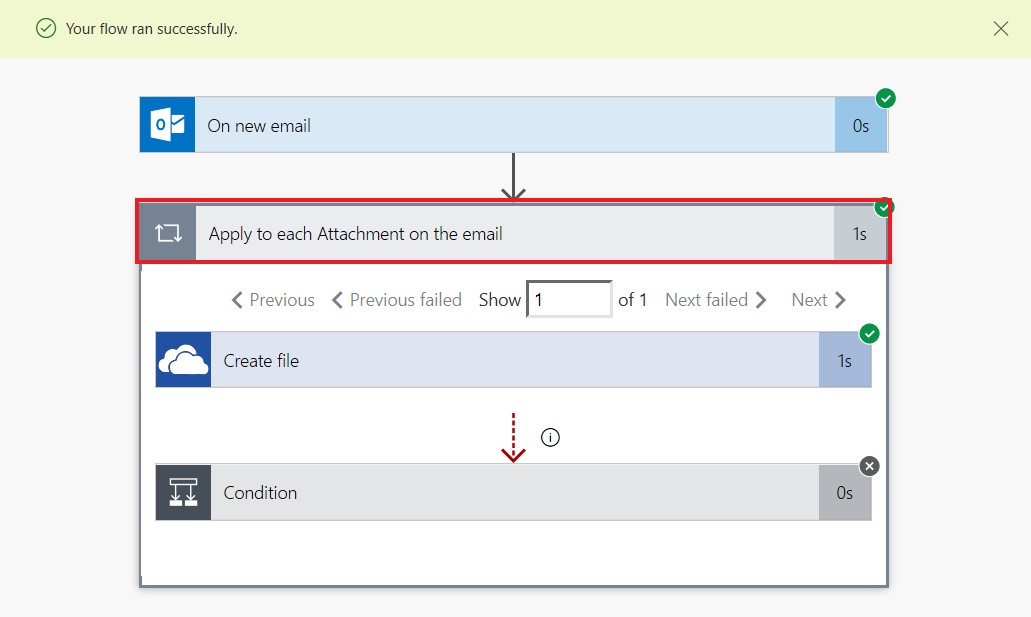 Your flow ran successfully.
On new email 0s
Apply to each Attachment on the email 1s
Previous Previous failed Show 1 of 1 Next failed Next
Create file 1s
Condition 0s